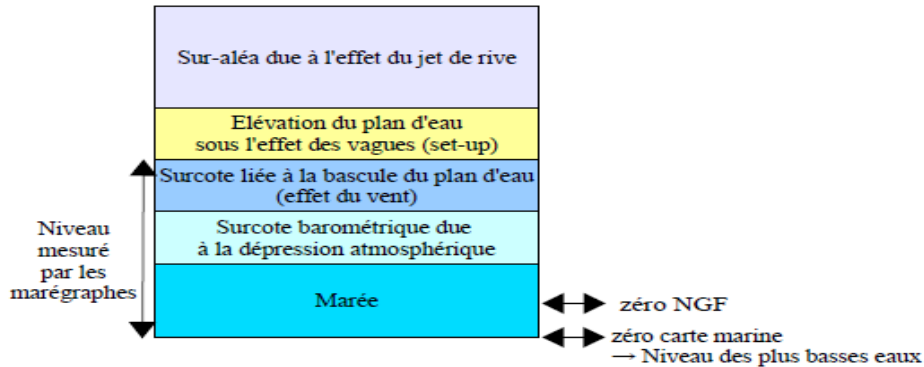 Sur-aléa due à l'effet du jet de rive
Elévation du plan d'eau
sous l'effet des vagues (set-up)
Surcote liée à la bascule du plan d'eau
(effet du vent)
Surcote barométrique due
à la dépression atmosphérique
Marée
Niveau
mesuré
par les
marégraphes
zéro NGF
zéro carte marine
→ Niveau des plus basses eaux